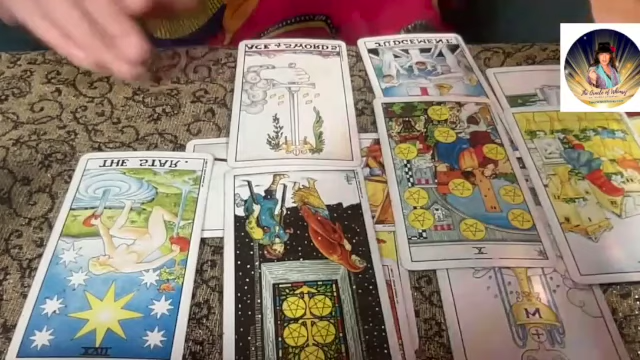 ACE of SWORDS.
JUDGEMENT.
THE STAR.
X
XVII